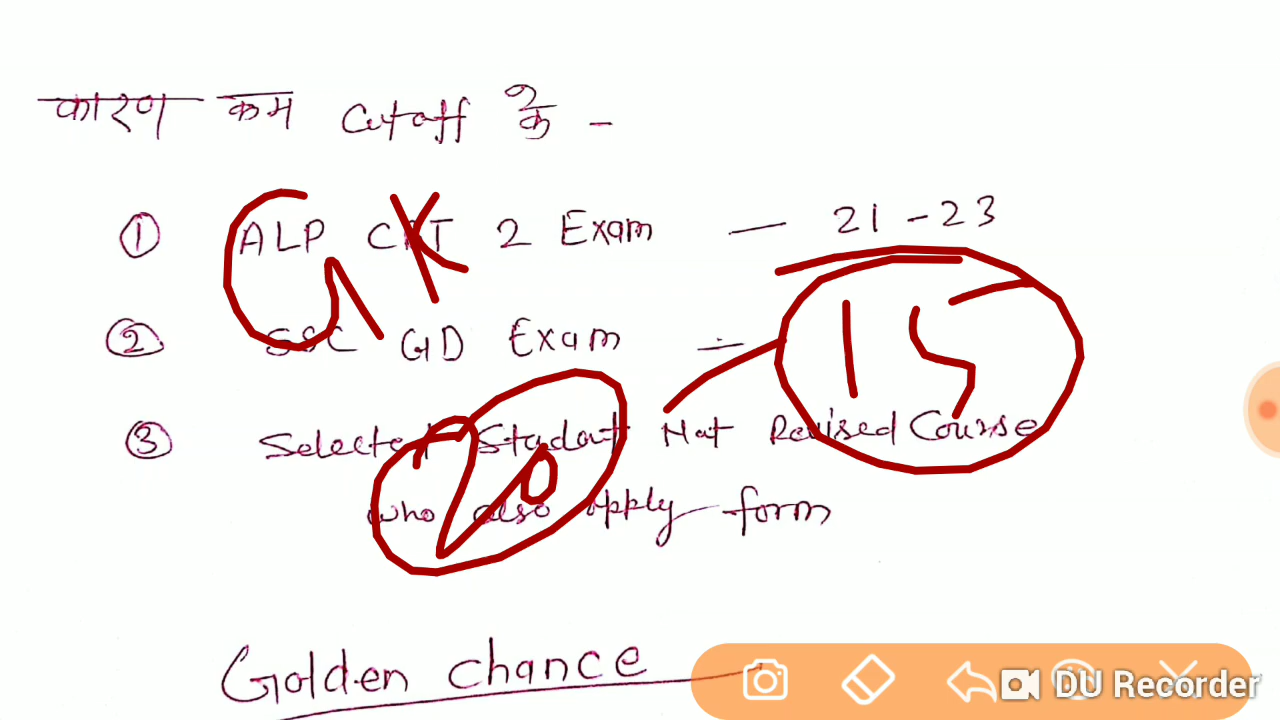 कारण कम Cutoff के -
① ALP CBT 2 Exam — 21-23
② SSC GD Exam —
③ Selected Student Not Revised Course
who also apply form
Golden chance
GK
15
20
DU Recorder